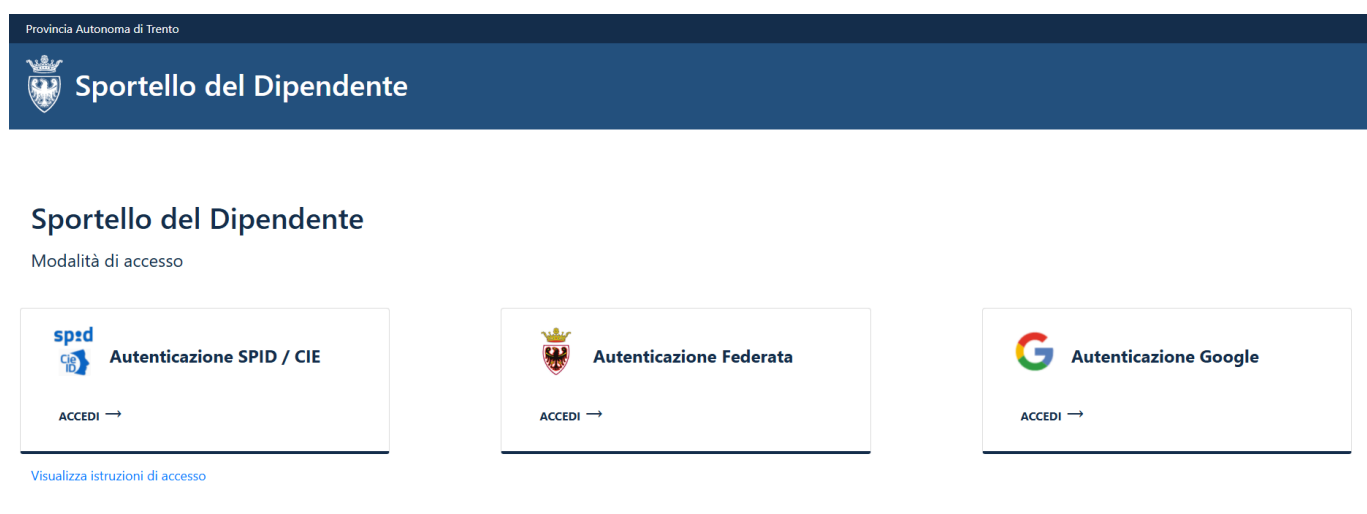 Provincia Autonoma di Trento
Sportello del Dipendente
Sportello del Dipendente
Modalità di accesso
sp:d
Cie
ID
Autenticazione SPID / CIE
ACCEDI →
Autenticazione Federata
ACCEDI →
G
Autenticazione Google
ACCEDI →
Visualizza istruzioni di accesso